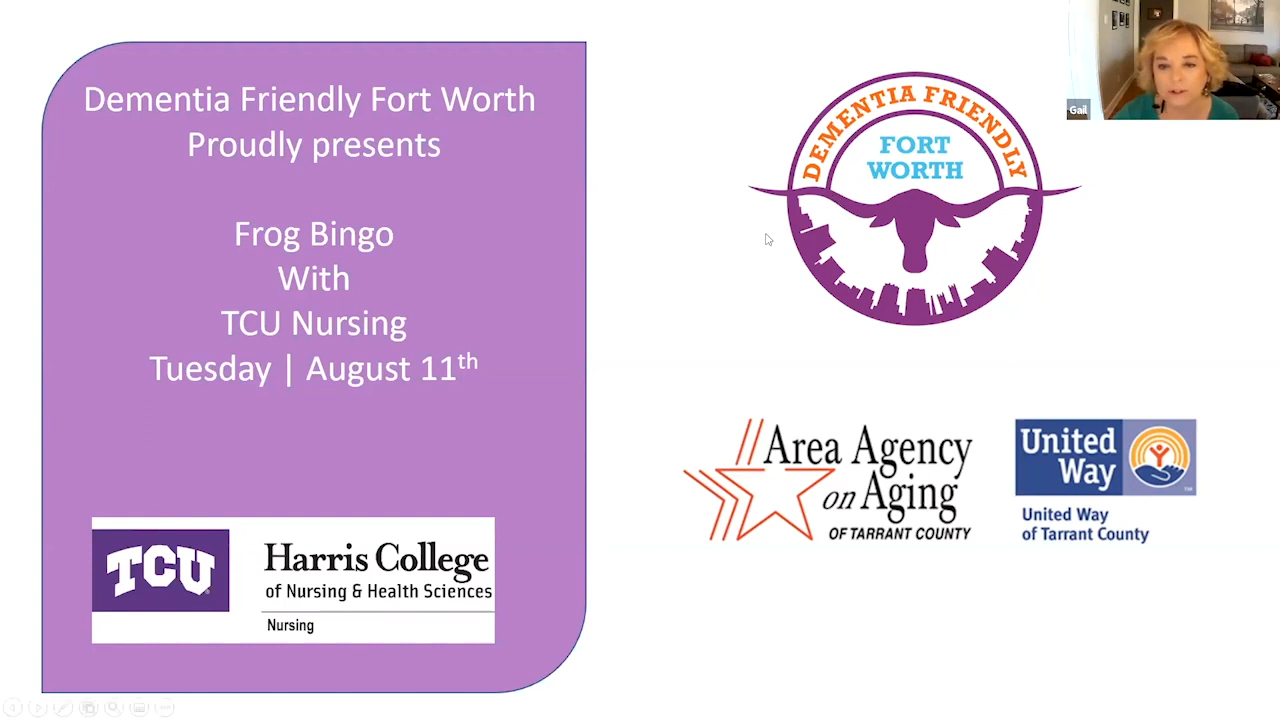 Dementia Friendly Fort Worth
Proudly presents
Frog Bingo
With
TCU Nursing
Tuesday | August 11th
TCU
Harris College
of Nursing & Health Sciences
Nursing
DEMENTIA FRIENDLY
FORT
WORTH
Gail
Area Agency
on Aging
OF TARRANT COUNTY
United
Way
United Way
of Tarrant County